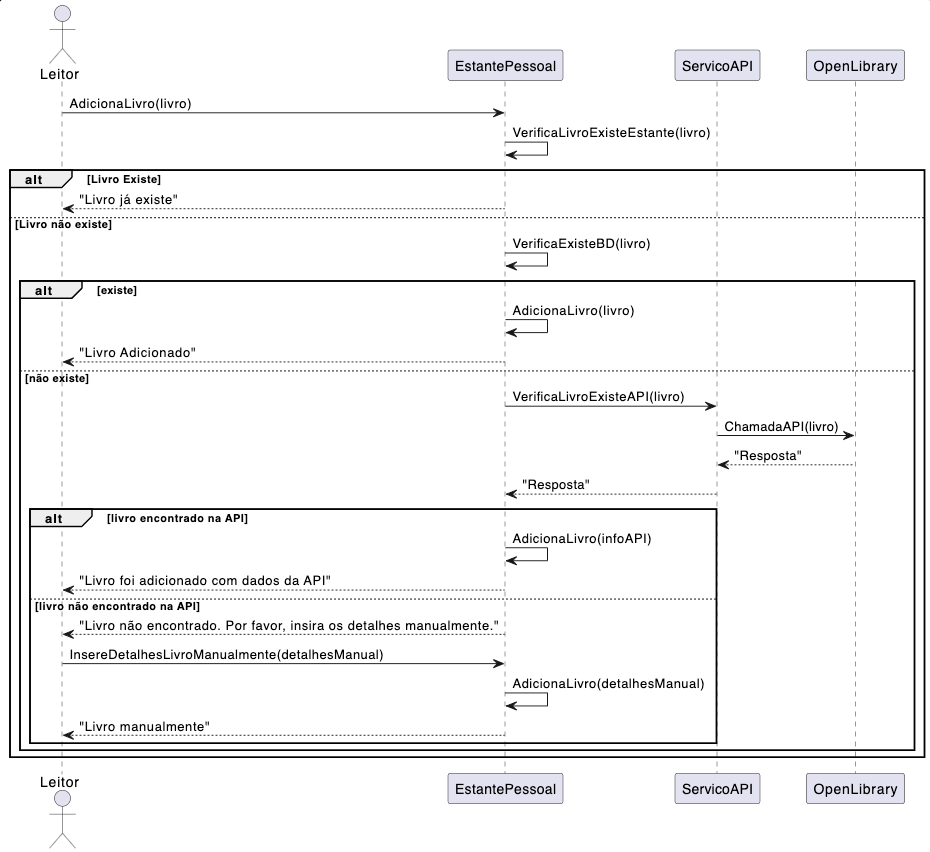 Leitor
EstantePessoal
ServicoAPI
OpenLibrary
AdicionaLivro(livro)
VerificaLivroExisteEstante(livro)
alt
[Livro Existe]
"Livro já existe"
[Livro não existe]
VerificaExisteBD(livro)
alt
[existe]
AdicionaLivro(livro)
"Livro Adicionado"
[não existe]
VerificaLivroExisteAPI(livro)
ChamadaAPI(livro)
"Resposta"
"Resposta"
alt
[livro encontrado na API]
AdicionaLivro(infoAPI)
"Livro foi adicionado com dados da API"
[livro não encontrado na API]
"Livro não encontrado. Por favor, insira os detalhes manualmente."
InsereDetalhesLivroManualmente(detalhesManual)
AdicionaLivro(detalhesManual)
"Livro manualmente"
Leitor
EstantePessoal
ServicoAPI
OpenLibrary